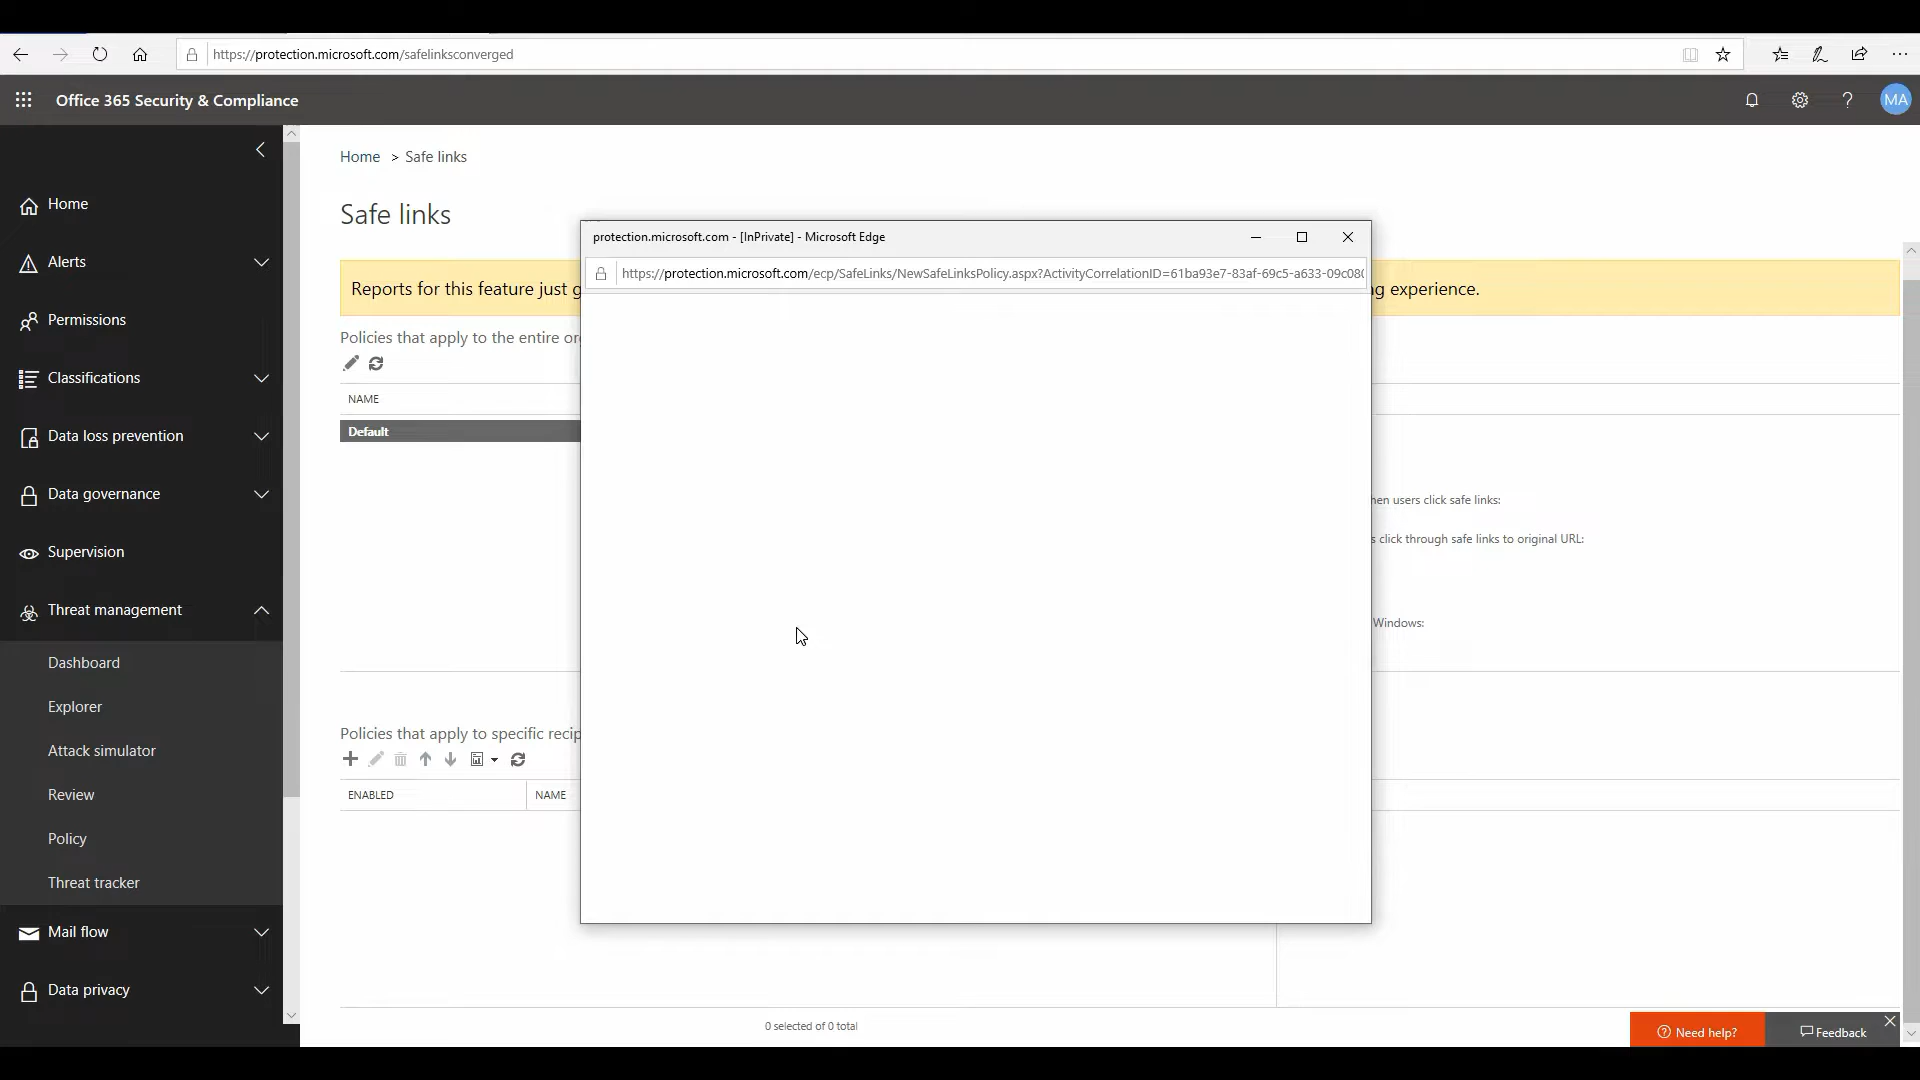 https://protection.microsoft.com/safelinksconverged
Office 365 Security & Compliance
MA
Home > Safe links
Safe links
Home
Alerts
Permissions
Classifications
Data loss prevention
Data governance
Supervision
Threat management
Dashboard
Explorer
Attack simulator
Review
Policy
Threat tracker
Mail flow
Data privacy
Reports for this feature just g
g experience.
Policies that apply to the entire or
NAME
Default
hen users click safe links:
s click through safe links to original URL:
Windows:
Policies that apply to specific recip
ENABLED
NAME
0 selected of 0 total
protection.microsoft.com - [InPrivate] - Microsoft Edge
https://protection.microsoft.com/ecp/SafeLinks/NewSafeLinksPolicy.aspx?ActivityCorrelationID=61ba93e7-83af-69c5-a633-09c080
Need help?
Feedback